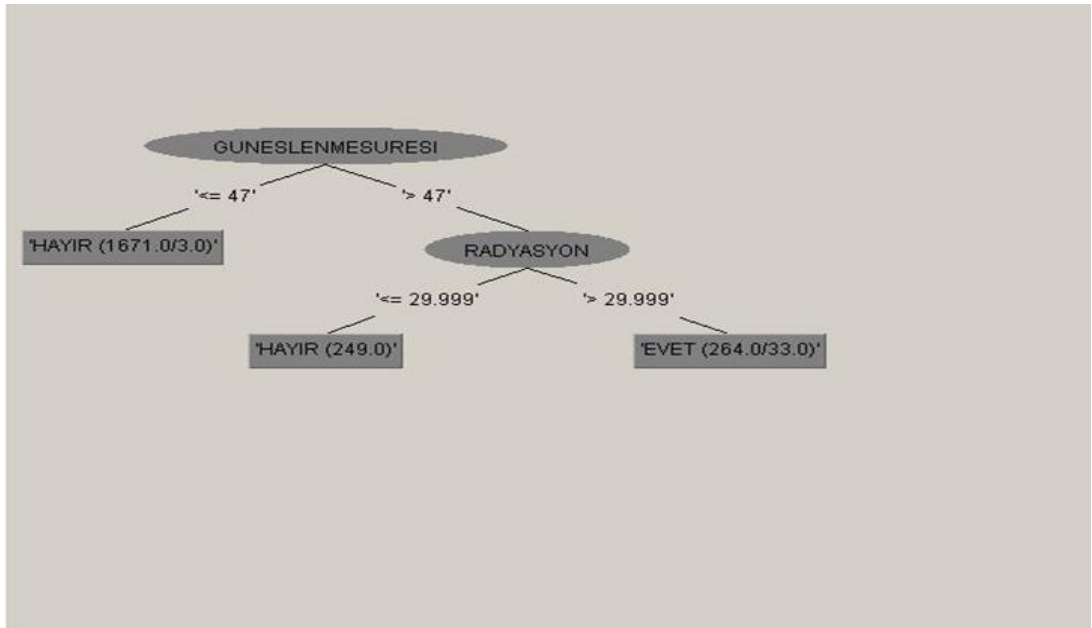 GUNESLENMESURESI
'<= 47' '> 47'
'HAYIR (1671.0/3.0)'
RADYASYON
'<= 29.999' '> 29.999'
'HAYIR (249.0)' 'EVET (264.0/33.0)'